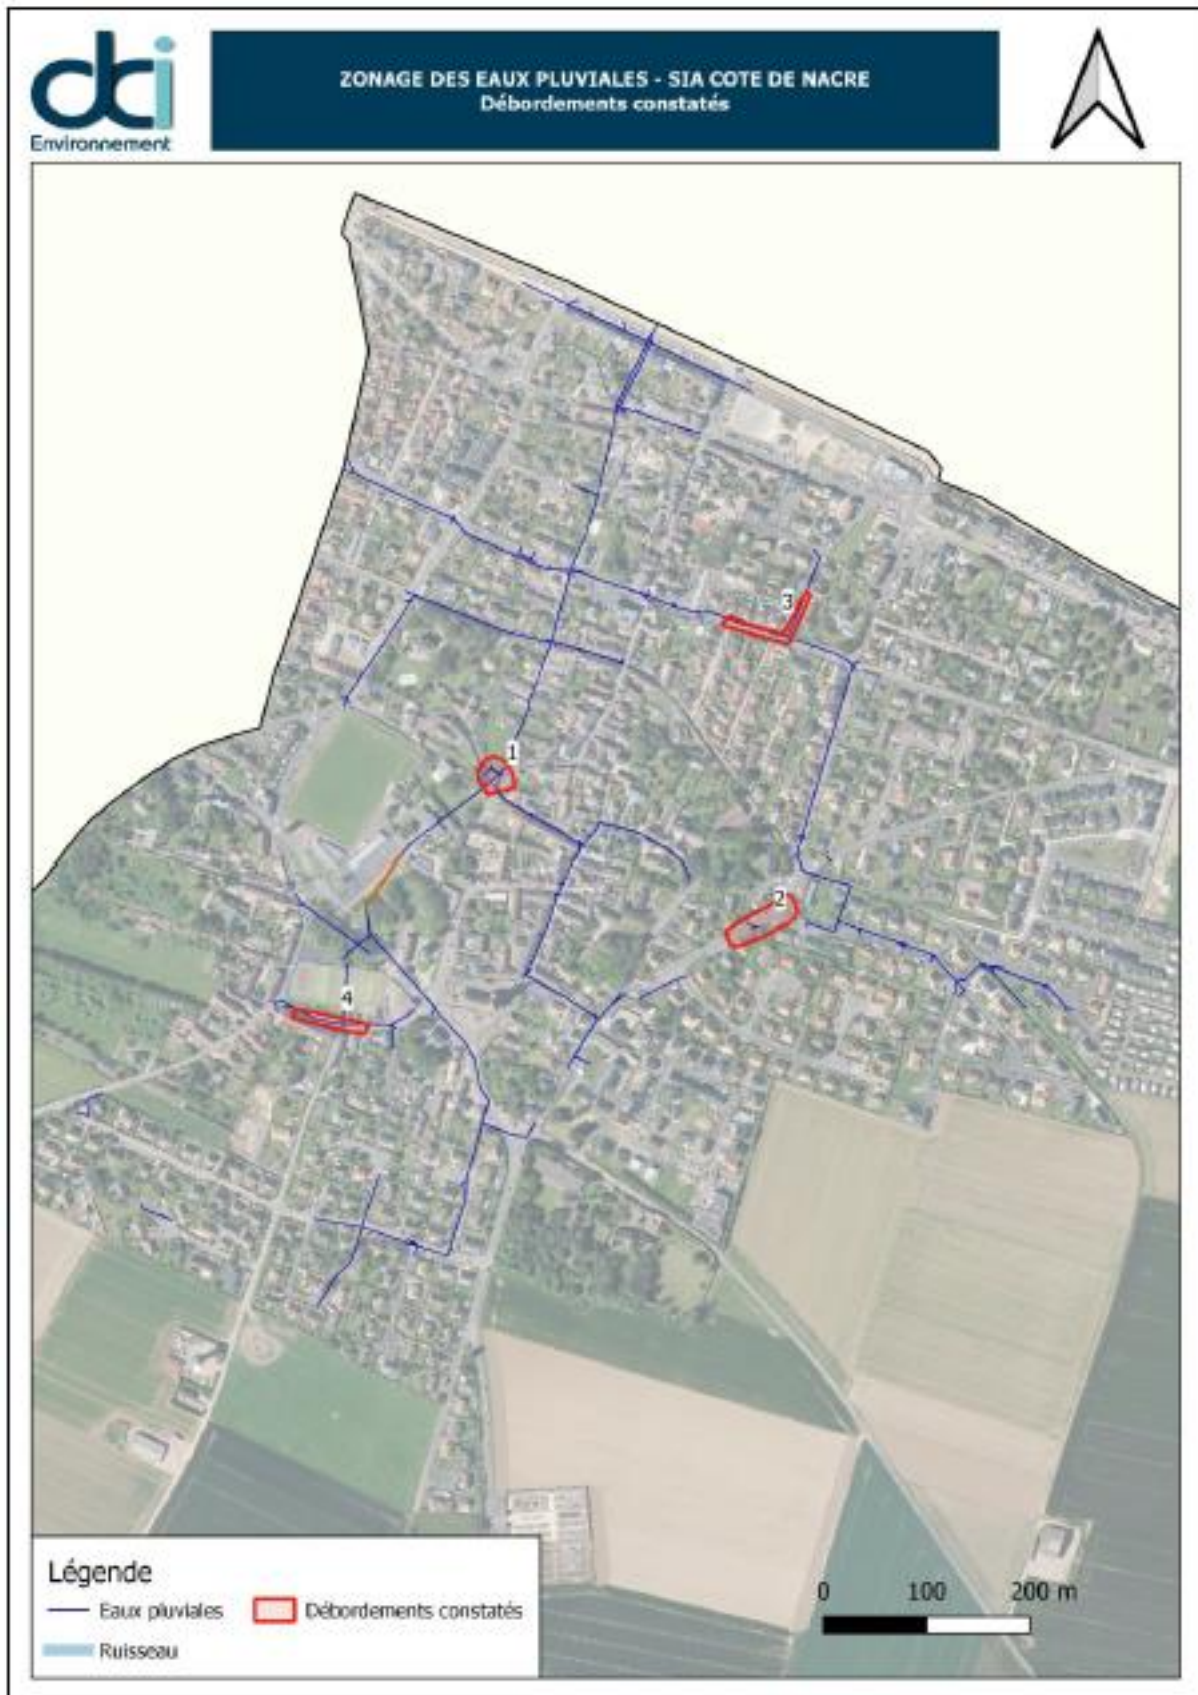 dci
Environnement
ZONAGE DES EAUX PLUVIALES - SIA COTE DE NACRE
Débordements constatés
3
1
2
4
Légende
Eaux pluviales
Débordements constatés
Ruisseau
0 100 200 m